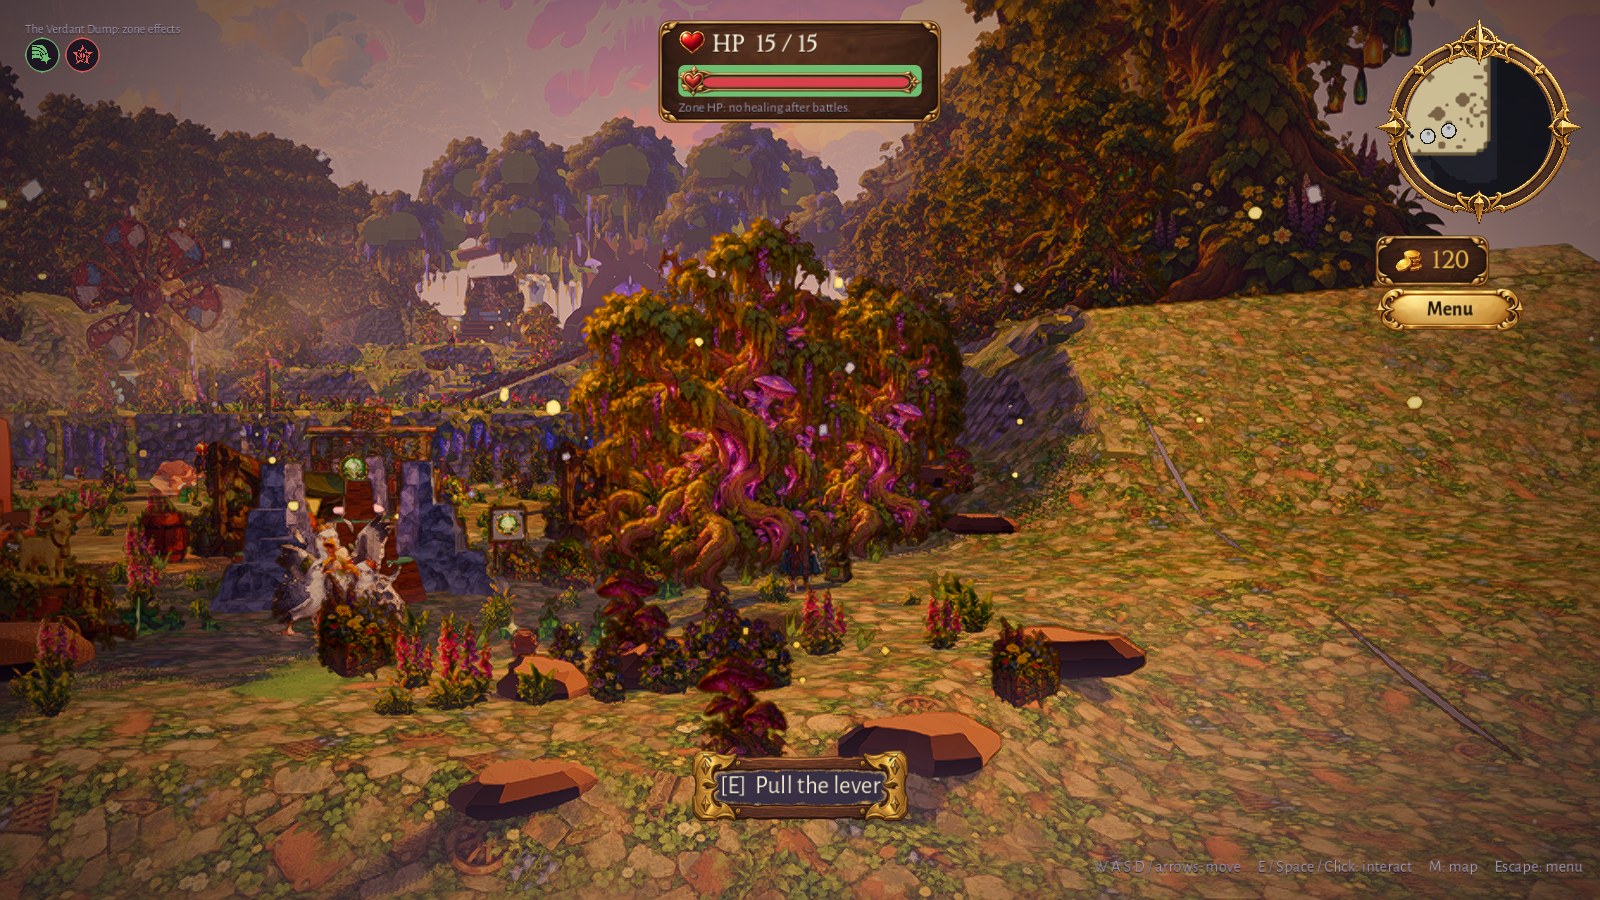 The Verdant Dump: zone effects
HP 15 / 15
Zone HP: no healing after battles.
120
Menu
[E] Pull the lever
W A S D / arrows: move E / Space / Click: interact M: map Escape: menu